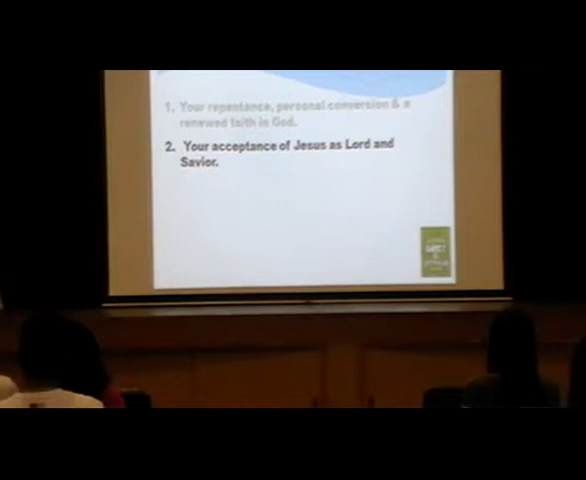 1. Your repentance, personal conversion & a
renewed faith in God.
2. Your acceptance of Jesus as Lord and
Savior.